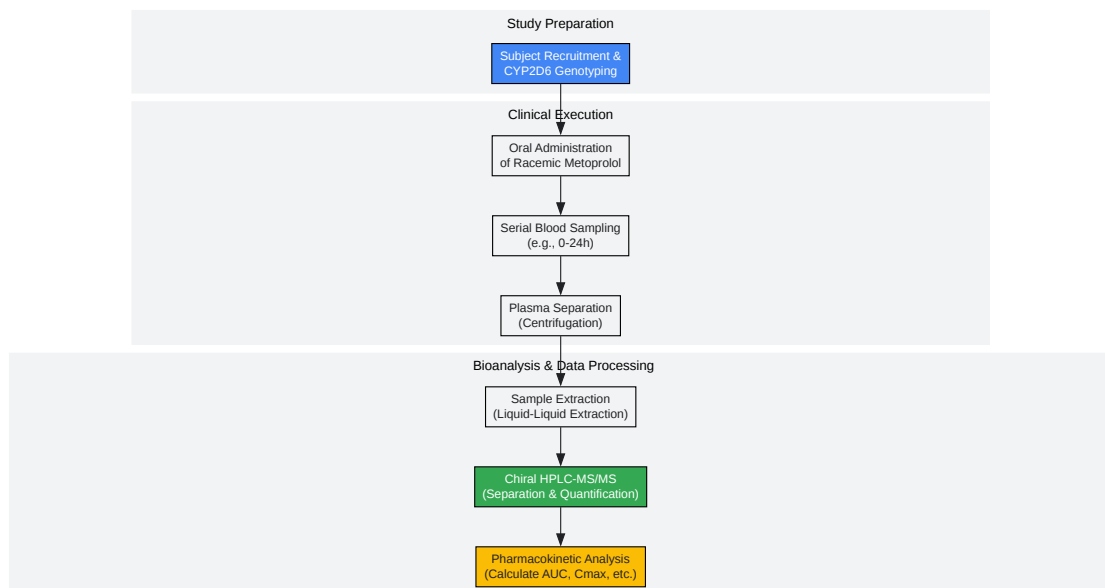 Study Preparation
Subject Recruitment &
CYP2D6 Genotyping
Clinical Execution
Oral Administration
of Racemic Metoprolol
Serial Blood Sampling
(e.g., 0-24h)
Plasma Separation
(Centrifugation)
Bioanalysis & Data Processing
Sample Extraction
(Liquid-Liquid Extraction)
Chiral HPLC-MS/MS
(Separation & Quantification)
Pharmacokinetic Analysis
(Calculate AUC, Cmax, etc.)